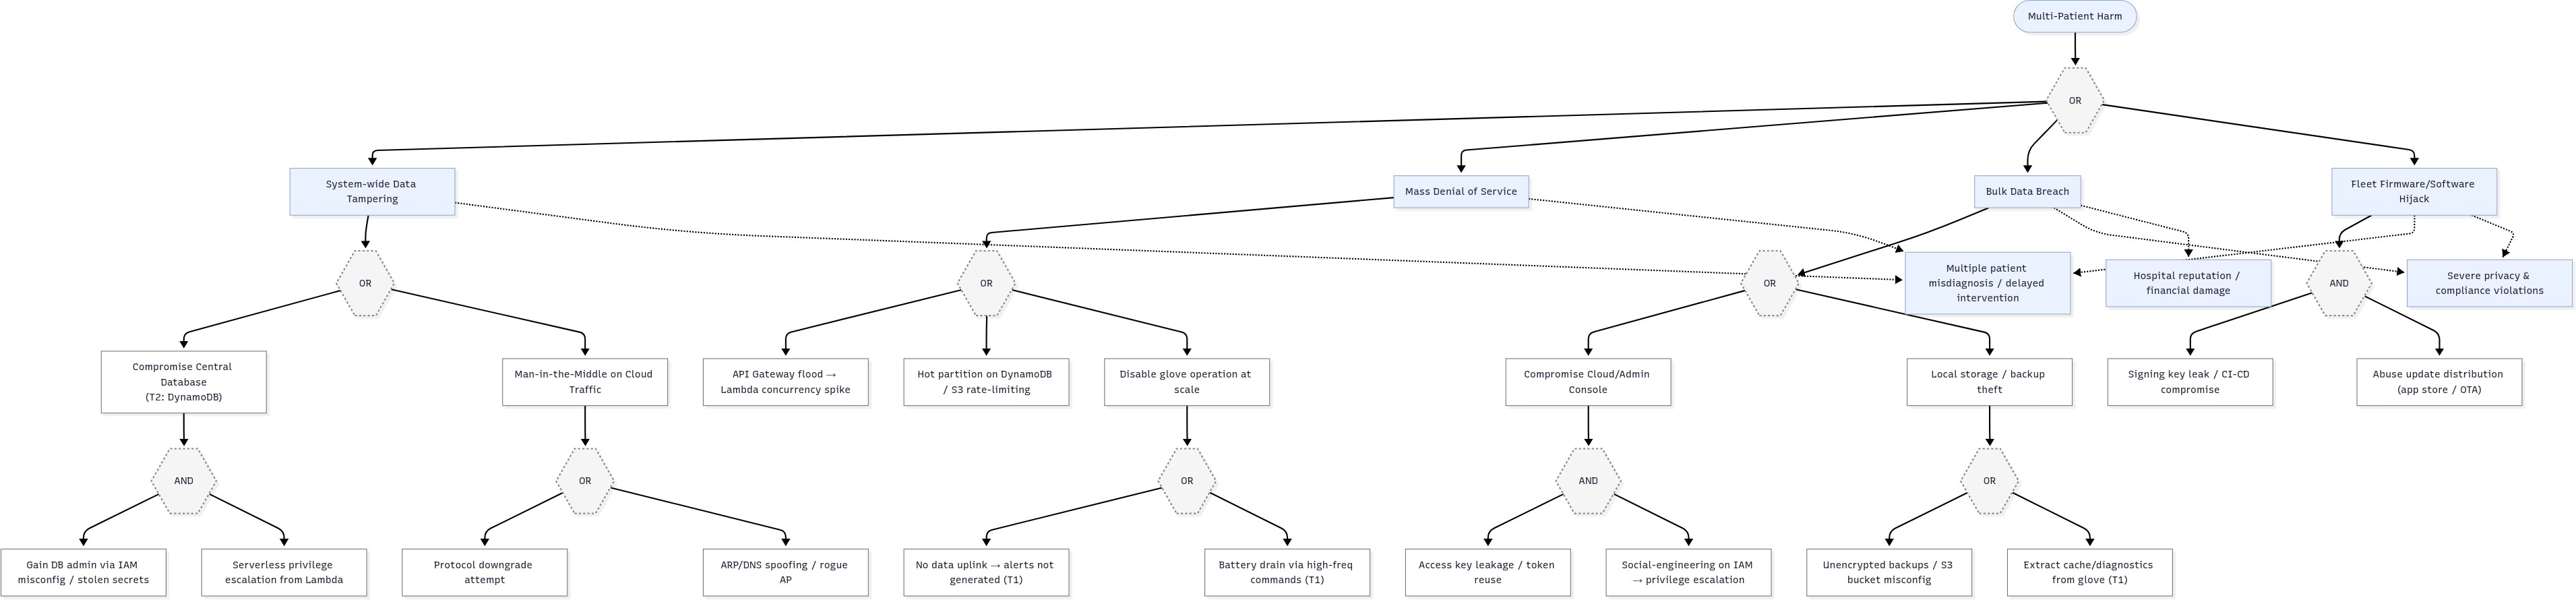 Multi-Patient Harm
OR
System-wide Data
Tampering
Mass Denial of Service
Bulk Data Breach
Fleet Firmware/Software
Hijack
OR
OR
OR
Multiple patient
misdiagnosis / delayed
intervention
Hospital reputation /
financial damage
AND
Severe privacy &
compliance violations
Compromise Central
Database
(T2: DynamoDB)
Man-in-the-Middle on Cloud
Traffic
API Gateway flood →
Lambda concurrency spike
Hot partition on DynamoDB
/ S3 rate-limiting
Disable glove operation at
scale
Compromise Cloud/Admin
Console
Local storage / backup
theft
Signing key leak / CI-CD
compromise
Abuse update distribution
(app store / OTA)
AND
OR
OR
AND
OR
Gain DB admin via IAM
misconfig / stolen secrets
Serverless privilege
escalation from Lambda
Protocol downgrade
attempt
ARP/DNS spoofing / rogue
AP
No data uplink → alerts not
generated (T1)
Battery drain via high-freq
commands (T1)
Access key leakage / token
reuse
Social-engineering on IAM
→ privilege escalation
Unencrypted backups / S3
bucket misconfig
Extract cache/diagnostics
from glove (T1)